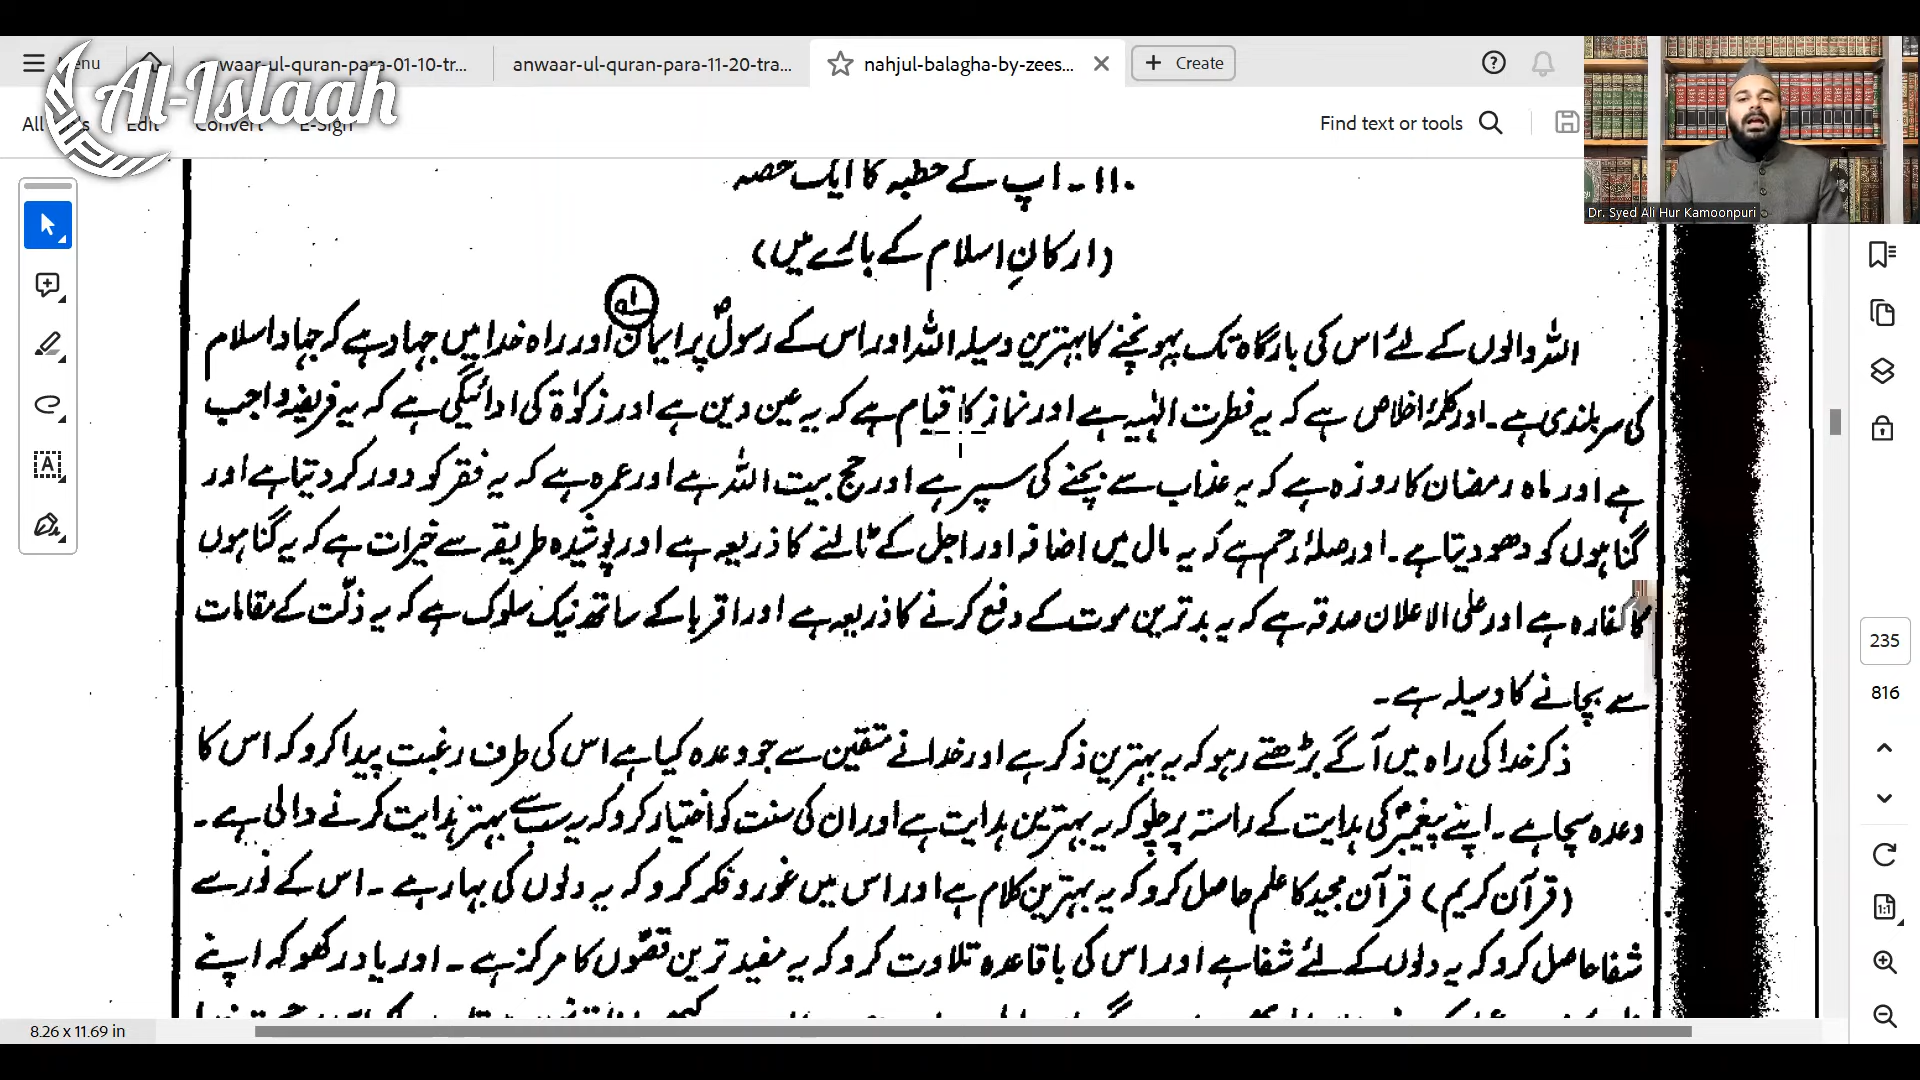 Menu
anwaar-ul-quran-para-01-10-tr...
anwaar-ul-quran-para-11-20-tra...
nahjul-balagha-by-zees...
Create
Al-Islaah
All Tools
Edit
Convert
E-Sign
Find text or tools
Dr. Syed Ali Hur Kamoonpuri
۱۱۰۔ آپ کے خطبہ کا ایک حصہ
(ارکانِ اسلام کے بارے میں)
اللہ والوں کے لئے اس کی بارگاہ تک پہونچنے کا بہترین وسیلہ اللہ اور اس کے رسولؐ پر ایمان اور راہ خدا میں جہاد ہے کہ جہاد اسلام
کی سربلندی ہے۔ اور کلمۂ اخلاص ہے کہ یہ فطرت الٰہیہ ہے اور نماز کا قیام ہے کہ یہ عین دین ہے اور زکوٰۃ کی ادائیگی ہے کہ یہ فریضہ واجب
ہے اور ماہ رمضان کا روزہ ہے کہ یہ عذاب سے بچنے کی سپر ہے اور حج بیت اللہ ہے اور عمرہ ہے کہ یہ فقر کو دور کر دیتا ہے اور
گناہوں کو دھو دیتا ہے۔ اور صلۂ رحم ہے کہ یہ مال میں اضافہ اور اجل کے ٹالنے کا ذریعہ ہے اور پوشیدہ طریقہ سے خیرات ہے کہ یہ گناہوں
کا کفارہ ہے اور علی الاعلان صدقہ ہے کہ یہ بدترین موت کے دفع کرنے کا ذریعہ ہے اور اقربا کے ساتھ نیک سلوک ہے کہ یہ ذلّت کے مقامات
سے بچانے کا وسیلہ ہے۔
ذکر خدا کی راہ میں آگے بڑھتے رہو کہ یہ بہترین ذکر ہے اور خدا نے متقین سے جو وعدہ کیا ہے اس کی طرف رغبت پیدا کرو کہ اس کا
وعدہ سچا ہے۔ اپنے پیغمبرؐ کی ہدایت کے راستہ پر چلو کہ یہ بہترین ہدایت ہے اور ان کی سنت کو اختیار کرو کہ یہ سب سے بہتر ہدایت کرنے والی ہے۔
(قرآن کریم) قرآن مجید کا علم حاصل کرو کہ یہ بہترین کلام ہے اور اس میں غور و فکر کرو کہ یہ دلوں کی بہار ہے۔ اس کے نور سے
شفا حاصل کرو کہ یہ دلوں کے لئے شفا ہے اور اس کی باقاعدہ تلاوت کرو کہ یہ مفید ترین قصّوں کا مرکز ہے۔ اور یاد رکھو کہ اپنے
235
816
8.26 x 11.69 in